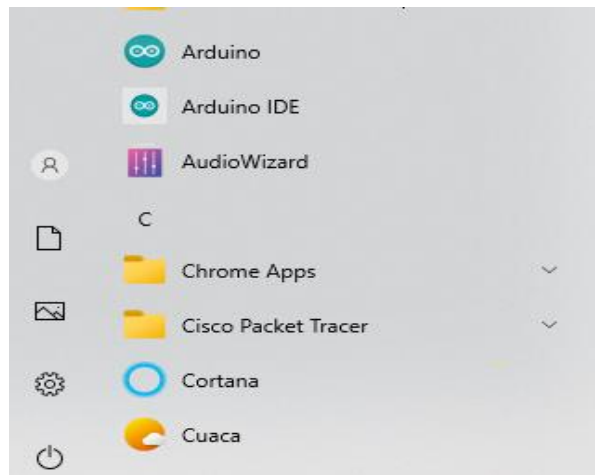 Arduino
Arduino IDE
AudioWizard
C
Chrome Apps
Cisco Packet Tracer
Cortana
Cuaca